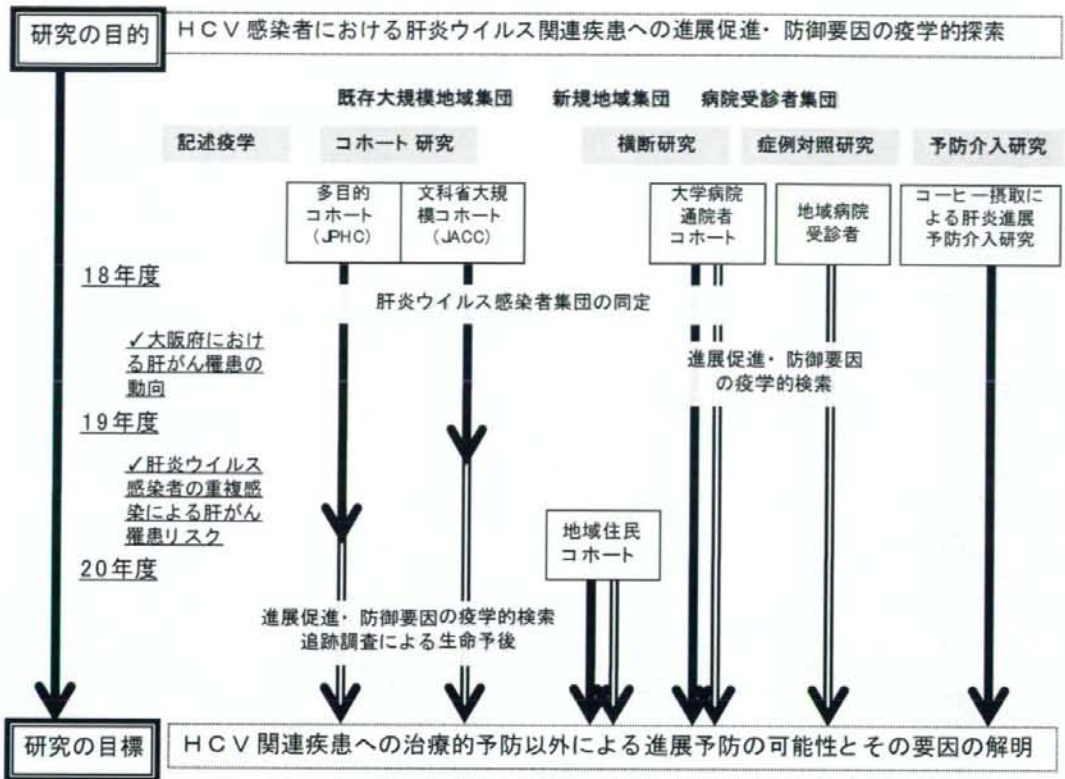 研究の目的
HCV感染者における肝炎ウイルス関連疾患への進展促進・防御要因の疫学的探索
既存大規模地域集団
新規地域集団
病院受診者集団
記述疫学
コホート研究
横断研究
症例対照研究
予防介入研究
多目的
コホート
(JPHC)
文科省大規
模コホート
(JACC)
大学病院
通院者
コホート
地域病院
受診者
コーヒー摂取に
よる肝炎進展
予防介入研究
18年度
肝炎ウイルス感染者集団の同定
✓大阪府におけ
る肝がん罹患の
動向
進展促進・防御要因
の疫学的検索
19年度
✓肝炎ウイルス
感染者の重複感
染による肝がん
罹患リスク
地域住民
コホート
20年度
進展促進・防御要因の疫学的検索
追跡調査による生命予後
研究の目標
HCV関連疾患への治療的予防以外による進展予防の可能性とその要因の解明